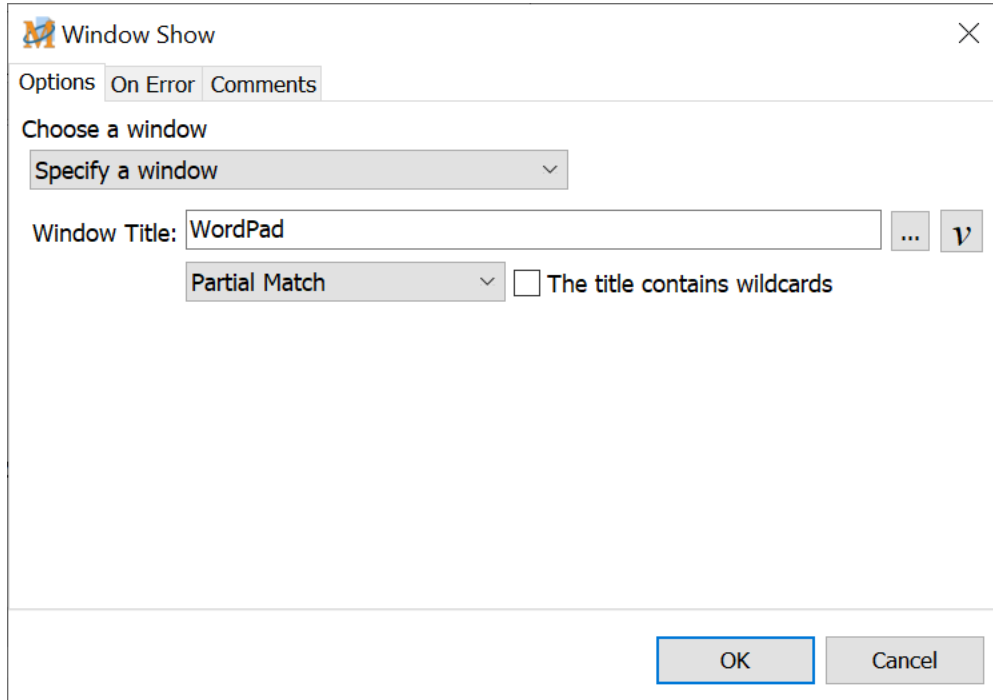 Window Show
Options On Error Comments
Choose a window
Specify a window
Window Title: WordPad ... v
Partial Match The title contains wildcards
OK Cancel